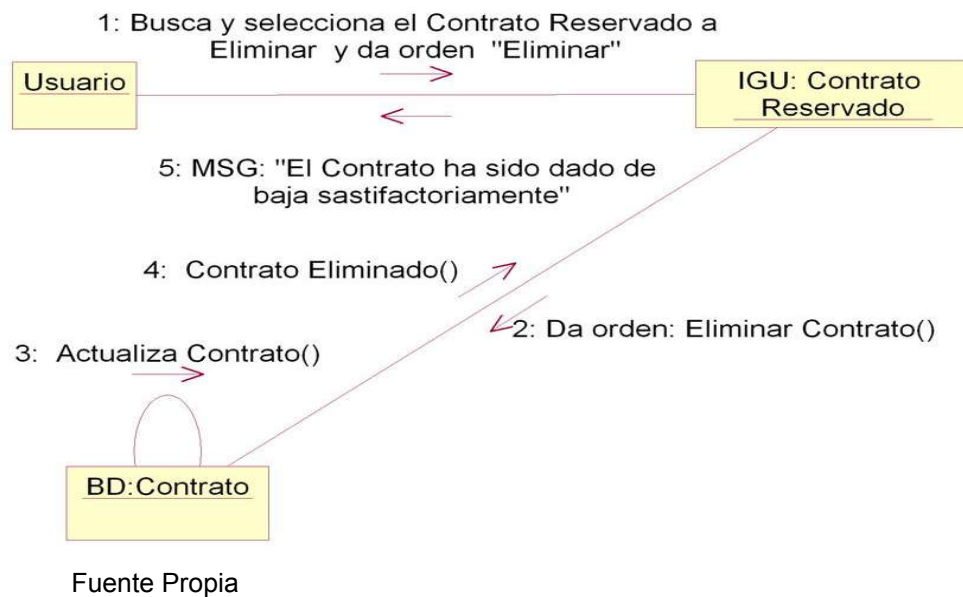 1: Busca y selecciona el Contrato Reservado a
Eliminar y da orden "Eliminar"
Usuario
IGU: Contrato
Reservado
5: MSG: "El Contrato ha sido dado de
baja sastifactoriamente"
4: Contrato Eliminado()
2: Da orden: Eliminar Contrato()
3: Actualiza Contrato()
BD:Contrato
Fuente Propia